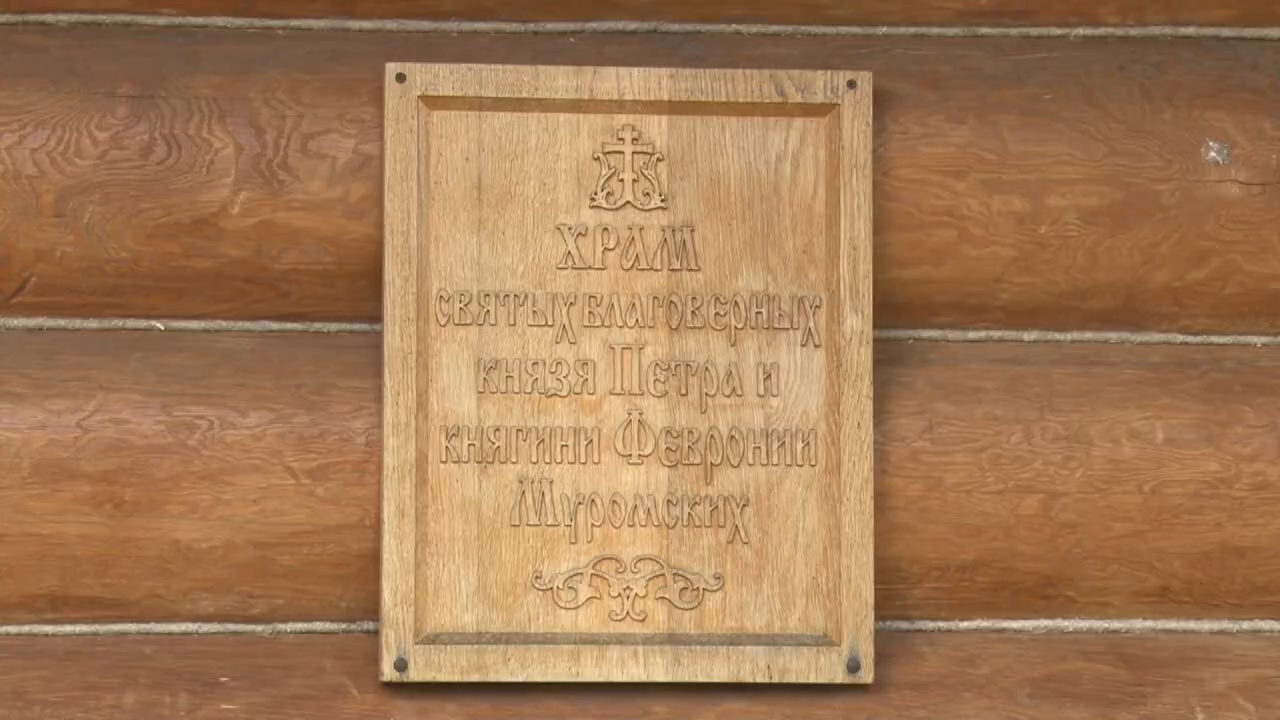 ХРАМ
святых благоверных
князя Петра и
княгини Февронии
Муромских